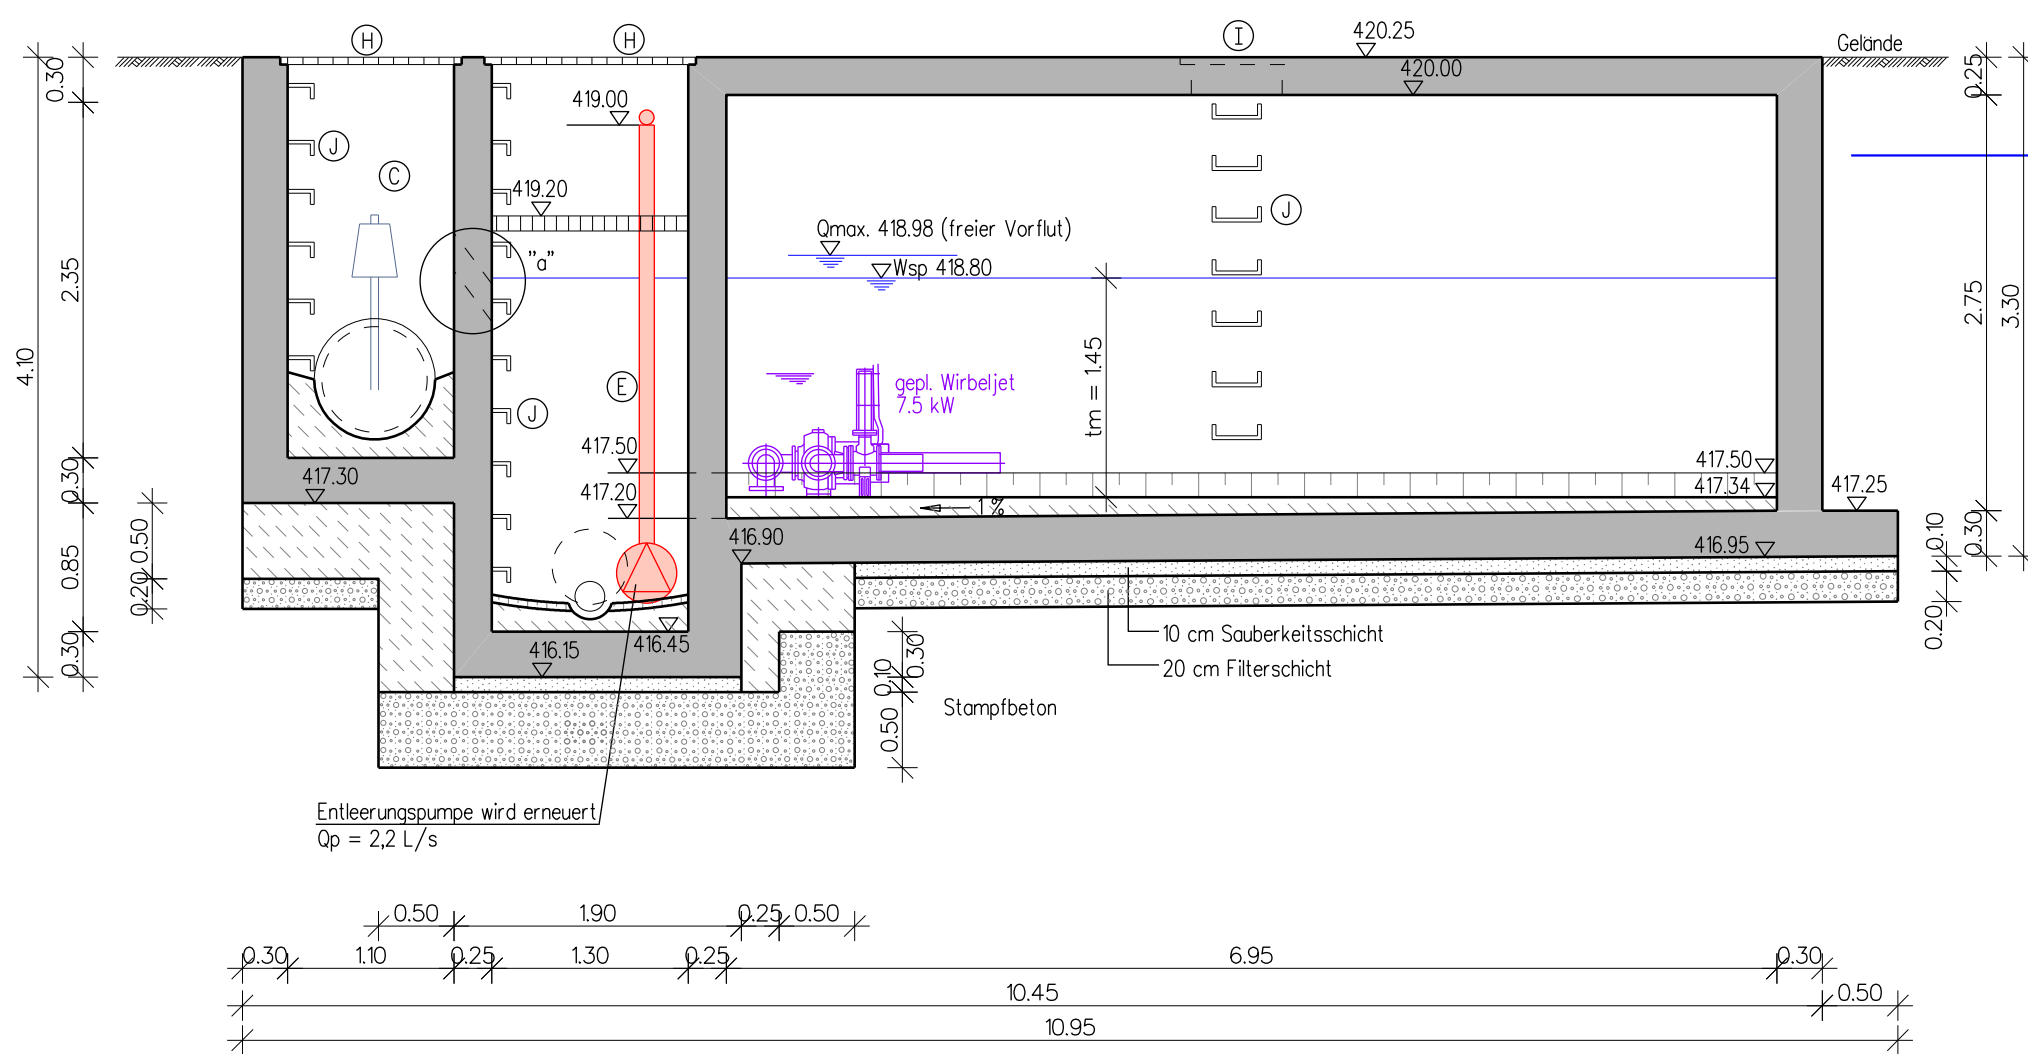 H
H
I
420.25
Gelände
420.00
0.30
0.25
419.00
J
C
419.20
J
Qmax. 418.98 (freier Vorflut)
"a"
Wsp 418.80
2.35
2.75
3.30
4.10
tm = 1.45
gepl. Wirbeljet
7.5 kW
E
J
417.50
417.50
417.30
417.20
417.34
417.25
1%
0.30
0.50
0.85
0.20
0.30
416.90
416.95
0.10
0.30
0.20
416.15
416.45
10 cm Sauberkeitsschicht
20 cm Filterschicht
0.30
0.10
0.50
Stampfbeton
Entleerungspumpe wird erneuert
Qp = 2,2 L/s
0.50 1.90 0.25 0.50
0.30 1.10 0.25 1.30 0.25 6.95 0.30
10.45 0.50
10.95